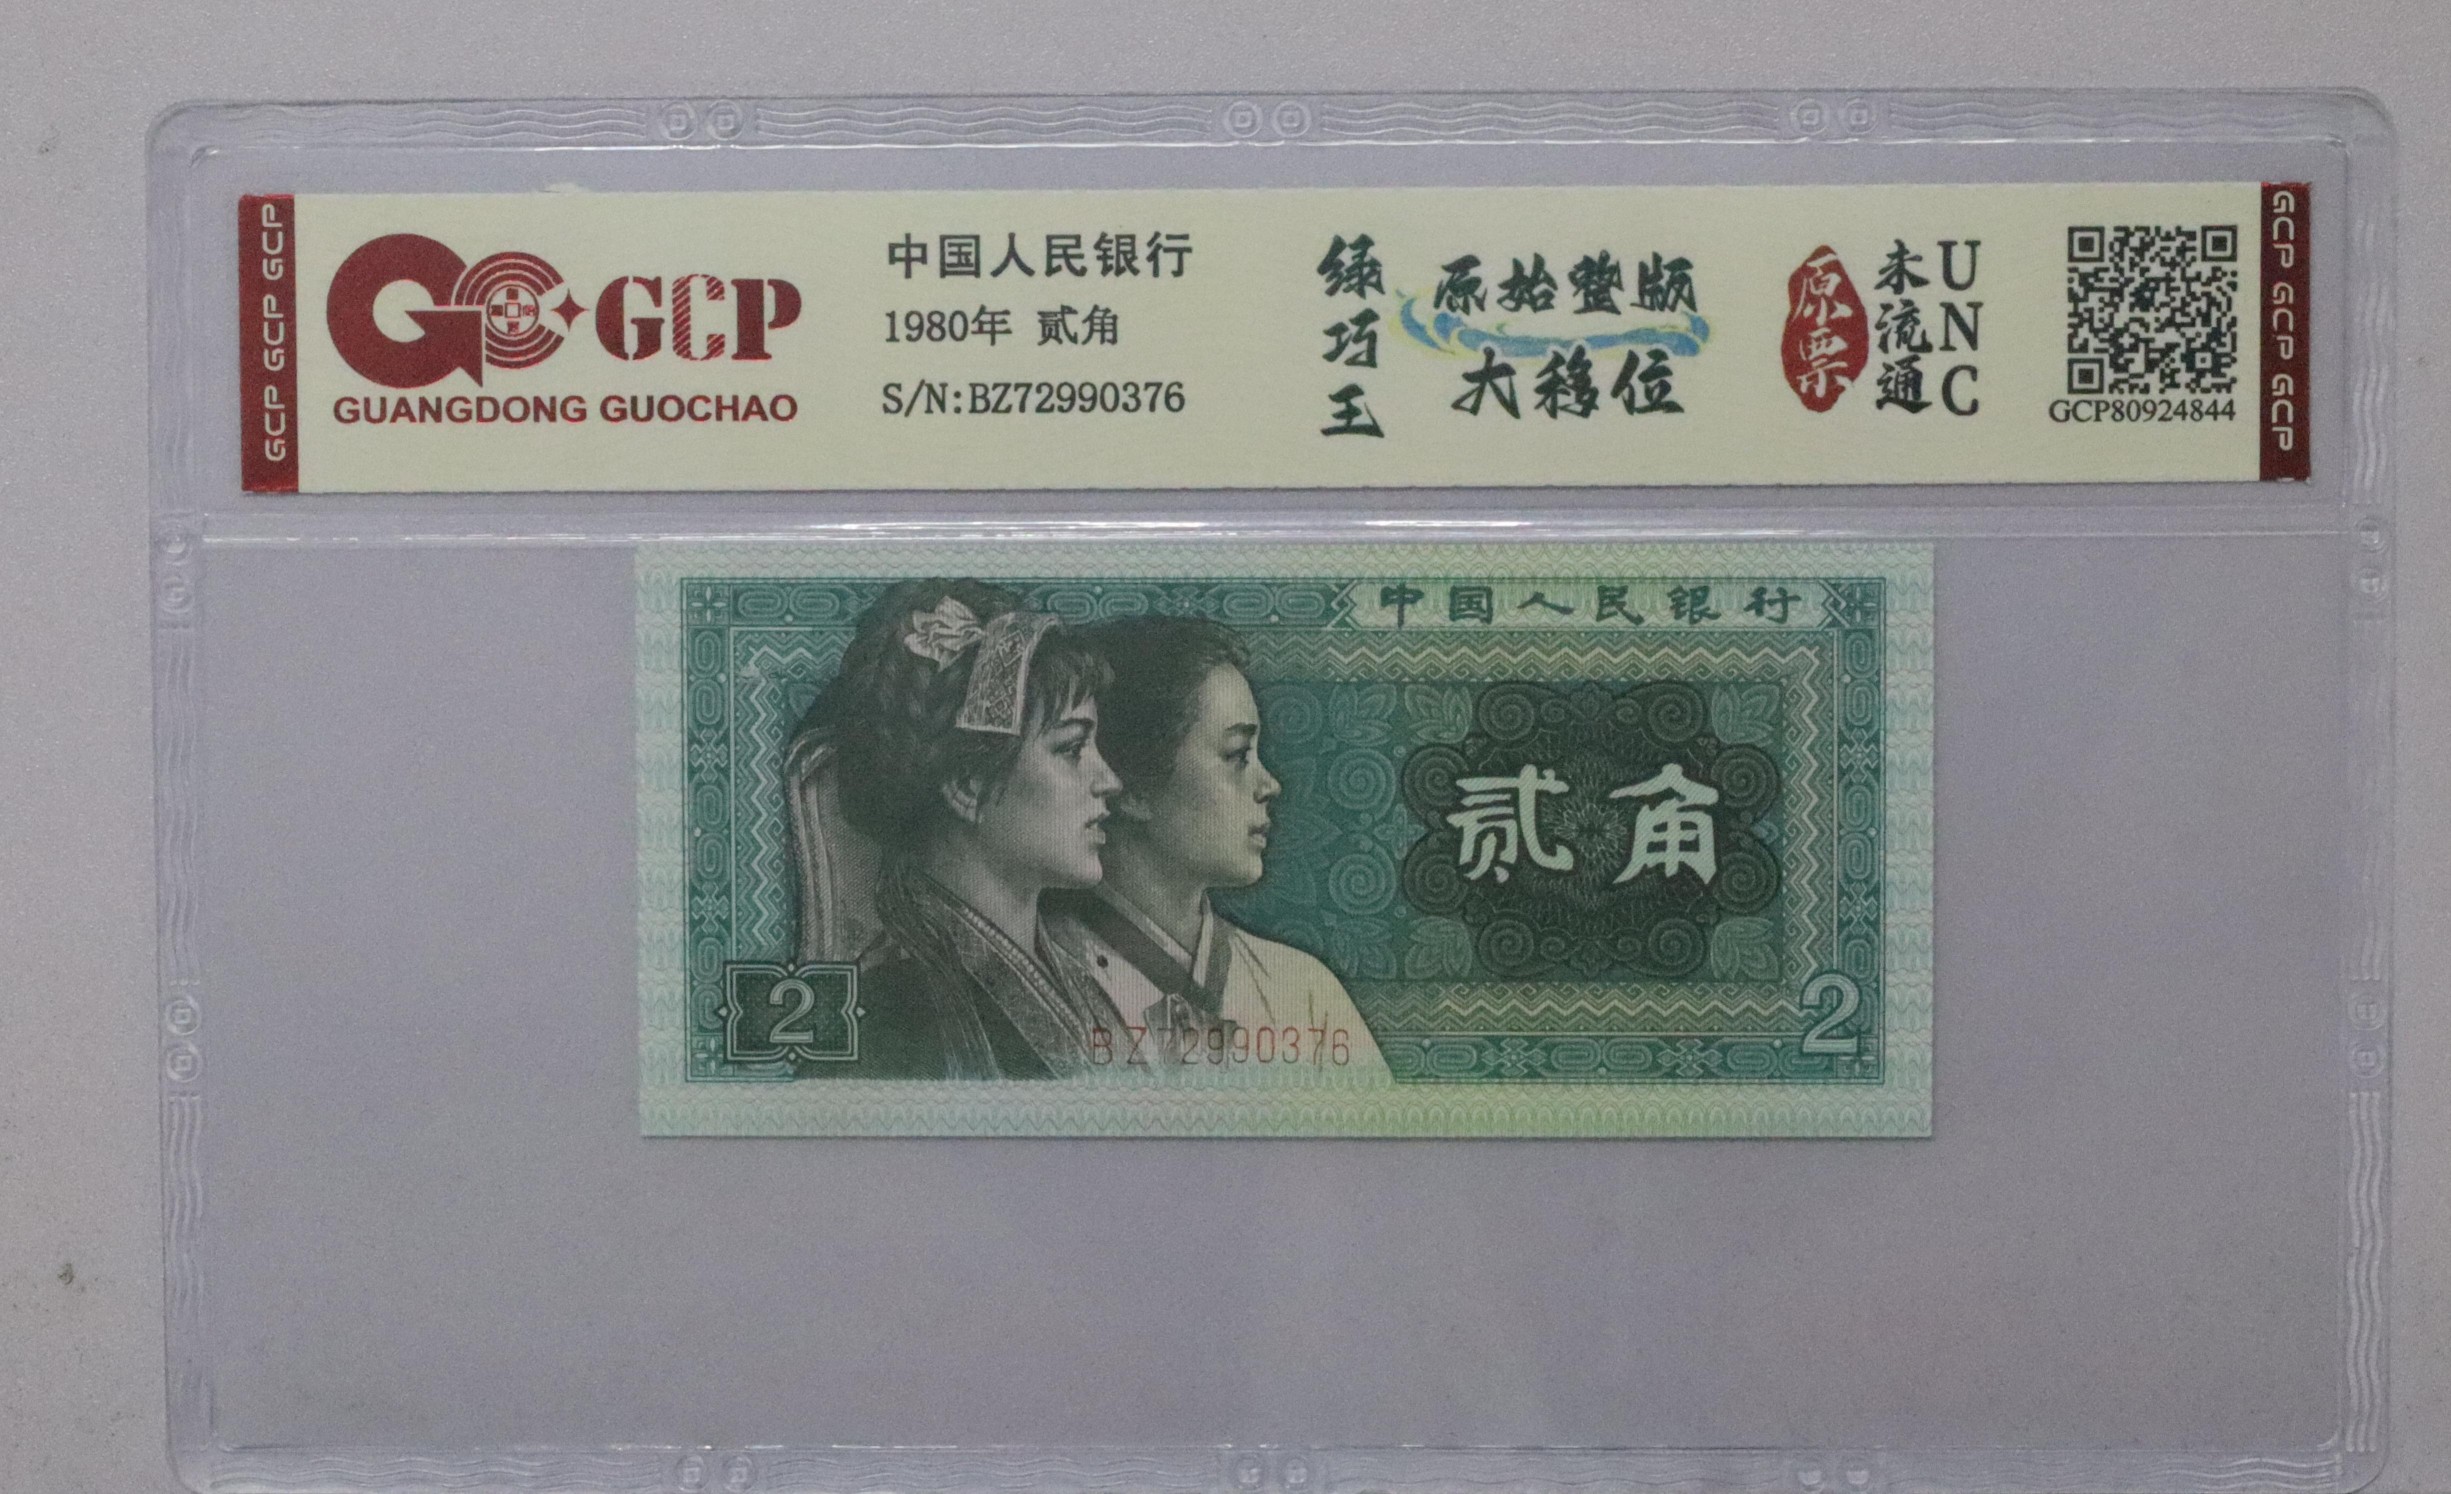 GCP GCP GCP
GCP
GUANGDONG GUOCHAO
中国人民银行
1980年 贰角
S/N:BZ72990376
绿巧王
原始整版
大移位
原票
未流通
UNC
GCP80924844
GCP GCP GCP
中国人民银行
贰角
2
BZ72990376
2